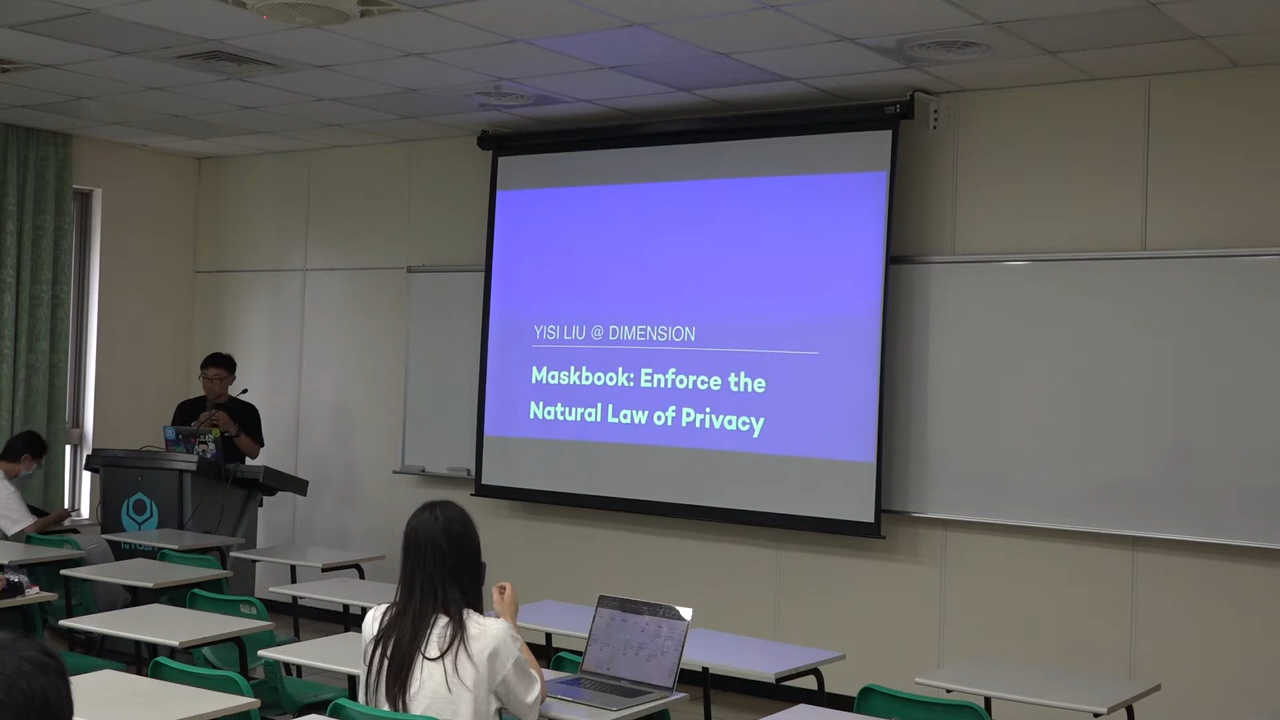 YISI LIU @ DIMENSION
Maskbook: Enforce the
Natural Law of Privacy